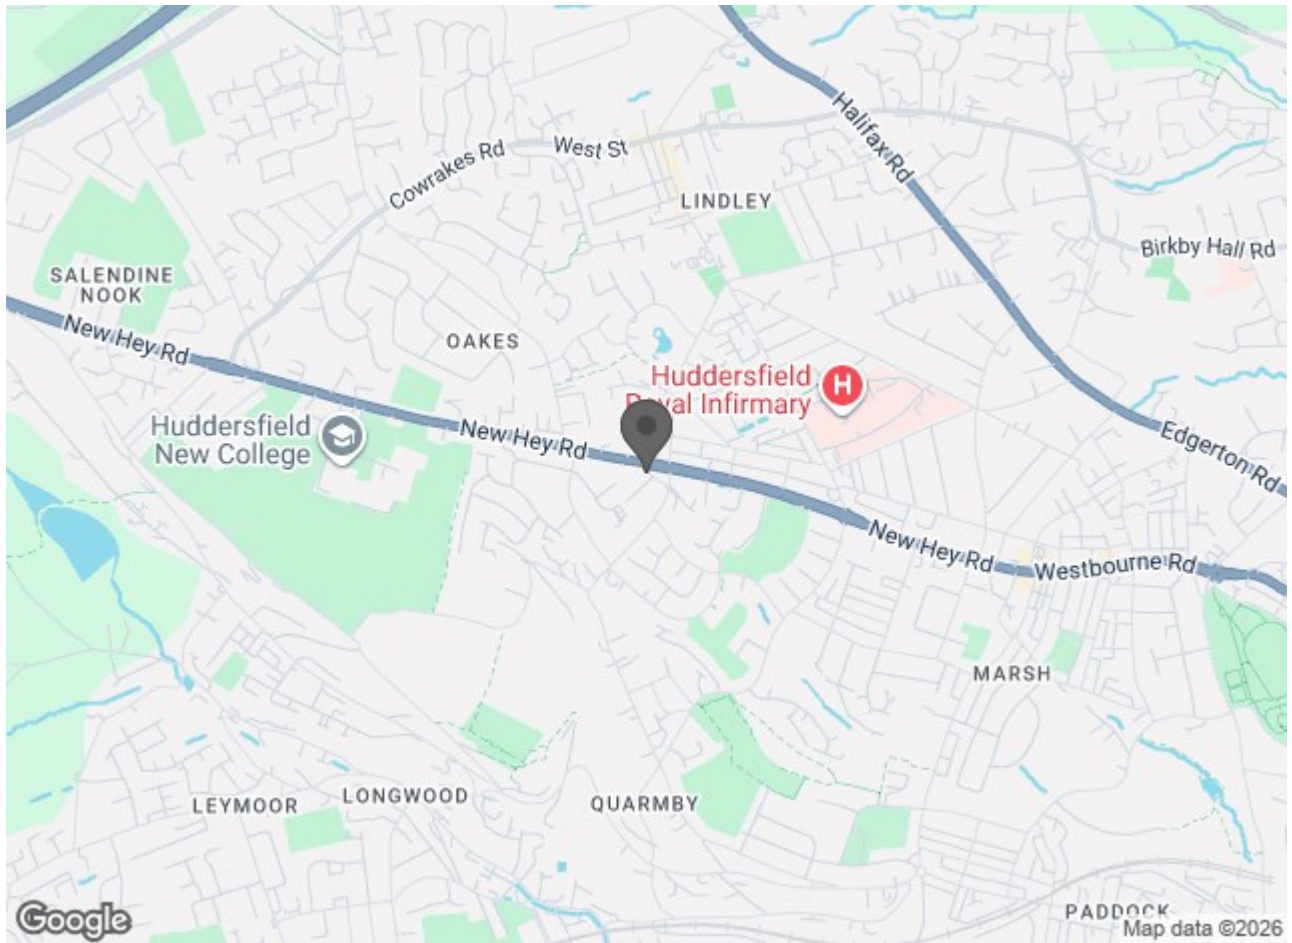 Halifax Rd
West St
Cowrakes Rd
LINDLEY
Birkby Hall Rd
SALENDINE
NOOK
New Hey Rd
OAKES
Huddersfield
Royal Infirmary
H
Huddersfield
New College
New Hey Rd
Edgerton Rd
New Hey Rd
Westbourne Rd
MARSH
LEYMOOR
LONGWOOD
QUARMBY
PADDOCK
Google
Map data ©2026